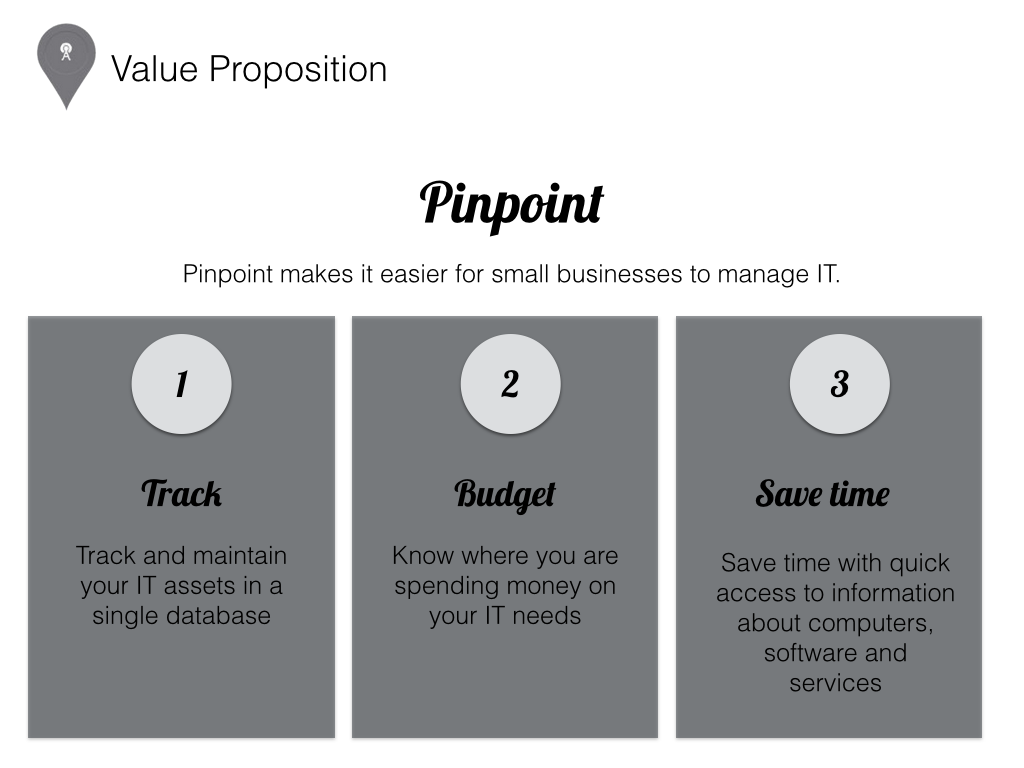 Value Proposition
Pinpoint
Pinpoint makes it easier for small businesses to manage IT.
1
Track
Track and maintain
your IT assets in a
single database
2
Budget
Know where you are
spending money on
your IT needs
3
Save time
Save time with quick
access to information
about computers,
software and
services